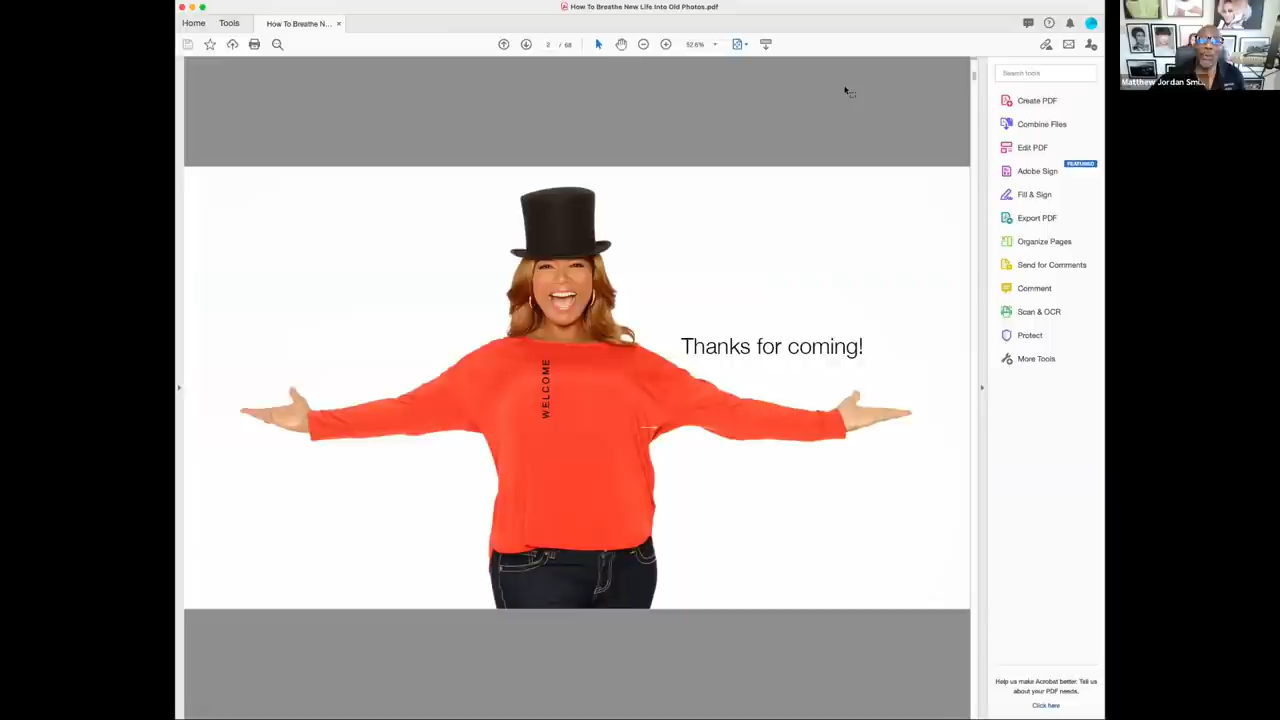 How To Breathe New Life Into Old Photos.pdf
Home
Tools
How To Breathe N...
2 / 68
52.6%
Search tools
Create PDF
Combine Files
Edit PDF
FEATURED
Adobe Sign
Fill & Sign
Export PDF
Organize Pages
Send for Comments
Comment
Scan & OCR
Protect
More Tools
Thanks for coming!
WELCOME
Help us make Acrobat better. Tell us
about your PDF needs.
Click here
Matthew Jordan Smi...